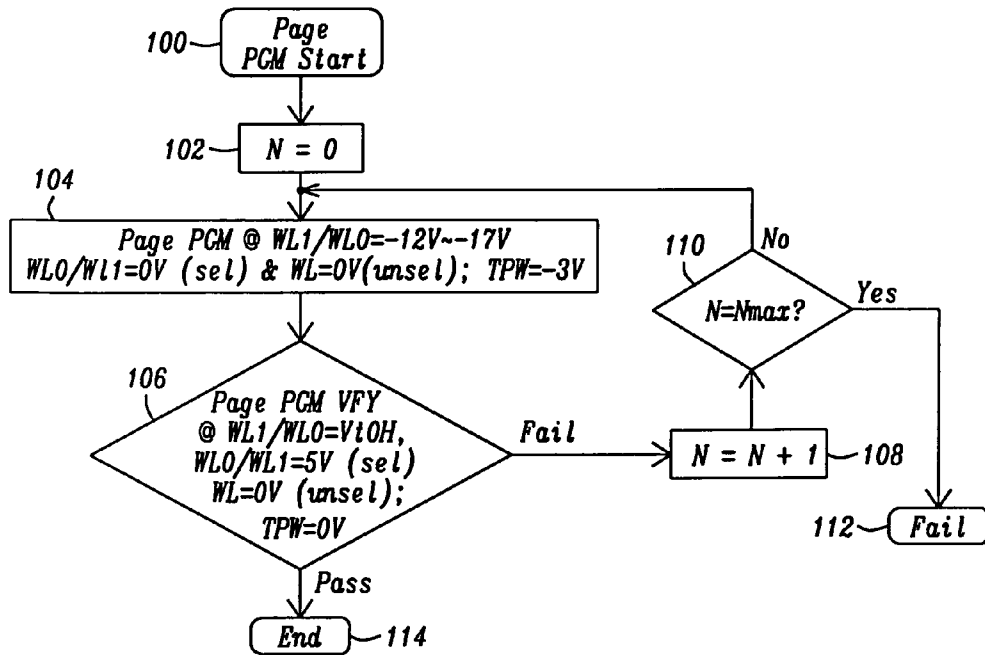 100
Page
PCM Start
102
N = 0
104
Page PCM @ WL1/WL0=-12V~-17V
WL0/Wl1=0V (sel) & WL=0V(unsel); TPW=-3V
106
Page PCM VFY
@ WL1/WL0=Vt0H,
WL0/WL1=5V (sel)
WL=0V (unsel);
TPW=0V
Fail
N = N + 1
108
110
N=Nmax?
No
Yes
112
Fail
Pass
End
114